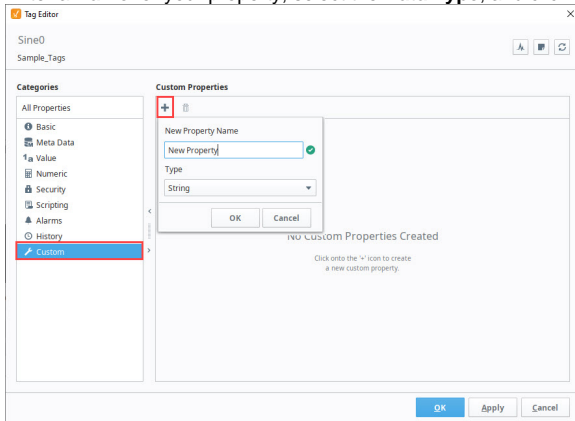 Tag Editor
Sine0
Sample_Tags
Categories
Custom Properties
All Properties
Basic
Meta Data
Value
Numeric
Security
Scripting
Alarms
History
Custom
New Property Name
New Property
Type
String
OK Cancel
No Custom Properties Created
Click onto the '+' icon to create
a new custom property.
OK Apply Cancel